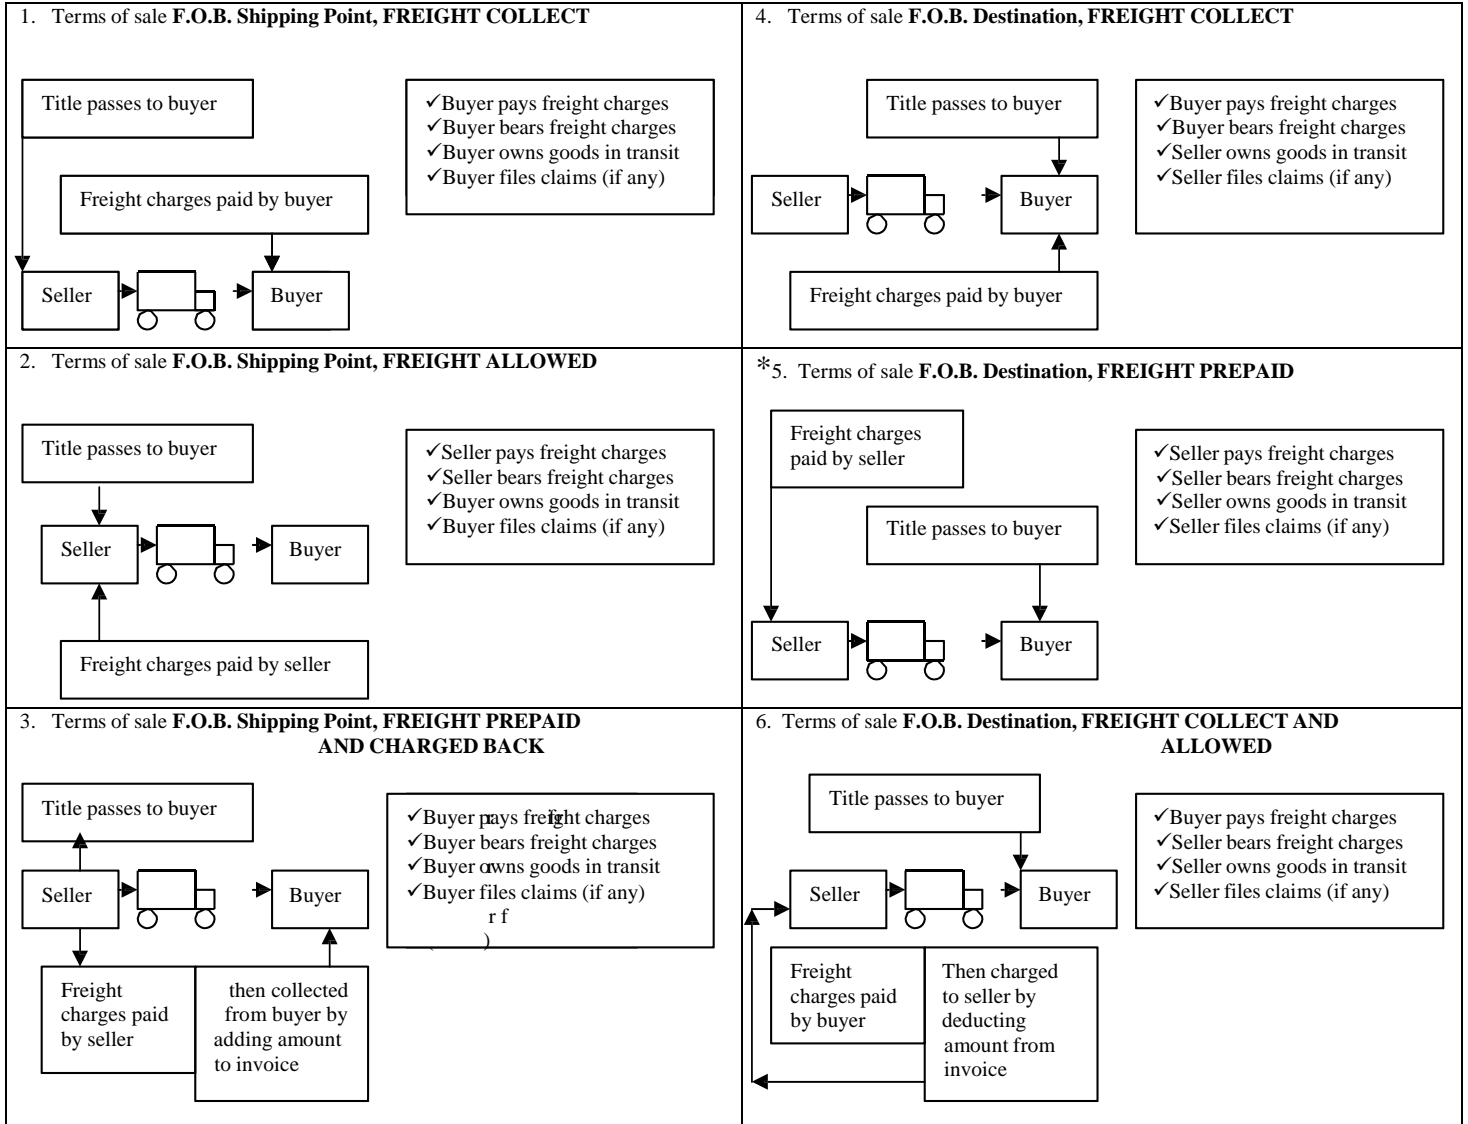 1. Terms of sale F.O.B. Shipping Point, FREIGHT COLLECT
Title passes to buyer
✓Buyer pays freight charges
✓Buyer bears freight charges
✓Buyer owns goods in transit
✓Buyer files claims (if any)
Freight charges paid by buyer
Seller
Buyer
4. Terms of sale F.O.B. Destination, FREIGHT COLLECT
Title passes to buyer
✓Buyer pays freight charges
✓Buyer bears freight charges
✓Seller owns goods in transit
✓Seller files claims (if any)
Seller
Buyer
Freight charges paid by buyer
2. Terms of sale F.O.B. Shipping Point, FREIGHT ALLOWED
Title passes to buyer
✓Seller pays freight charges
✓Seller bears freight charges
✓Buyer owns goods in transit
✓Buyer files claims (if any)
Seller
Buyer
Freight charges paid by seller
*5. Terms of sale F.O.B. Destination, FREIGHT PREPAID
Freight charges
paid by seller
✓Seller pays freight charges
✓Seller bears freight charges
✓Seller owns goods in transit
✓Seller files claims (if any)
Title passes to buyer
Seller
Buyer
3. Terms of sale F.O.B. Shipping Point, FREIGHT PREPAID
AND CHARGED BACK
Title passes to buyer
✓Buyer pays freight charges
✓Buyer bears freight charges
✓Buyer owns goods in transit
✓Buyer files claims (if any)
r f
)
Seller
Buyer
Freight
charges paid
by seller
then collected
from buyer by
adding amount
to invoice
6. Terms of sale F.O.B. Destination, FREIGHT COLLECT AND
ALLOWED
Title passes to buyer
✓Buyer pays freight charges
✓Seller bears freight charges
✓Seller owns goods in transit
✓Seller files claims (if any)
Seller
Buyer
Freight
charges paid
by buyer
Then charged
to seller by
deducting
amount from
invoice